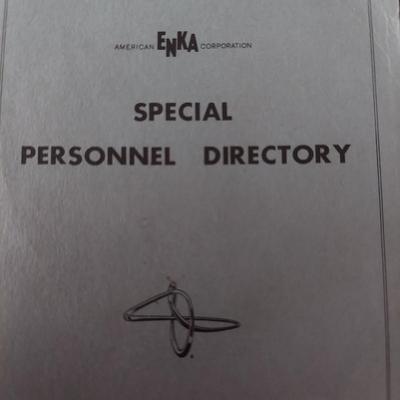 AMERICAN ENKA CORPORATION
SPECIAL
PERSONNEL DIRECTORY